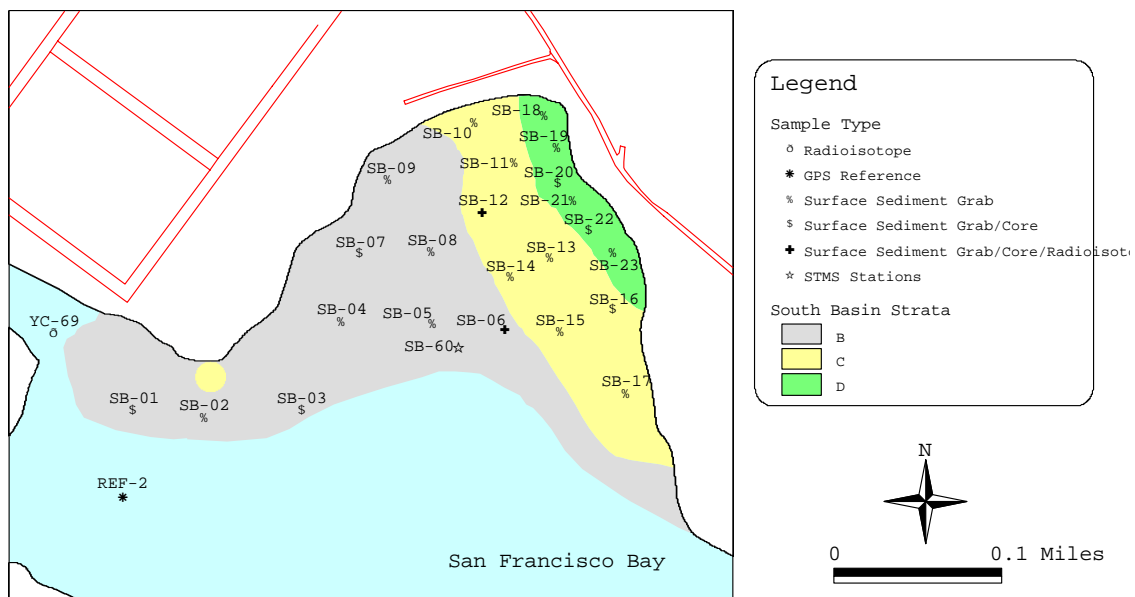 SB-18
SB-10
SB-19
SB-11
SB-09
SB-20
SB-12
SB-21
SB-22
SB-07
SB-08
SB-13
SB-14
SB-23
SB-16
SB-04
SB-05
SB-06
SB-15
YC-69
SB-60
SB-17
SB-01
SB-02
SB-03
REF-2
San Francisco Bay
Legend
Sample Type
Radioisotope
GPS Reference
% Surface Sediment Grab
$ Surface Sediment Grab/Core
Surface Sediment Grab/Core/Radioisoto
STMS Stations
South Basin Strata
B
C
D
N
0 0.1 Miles